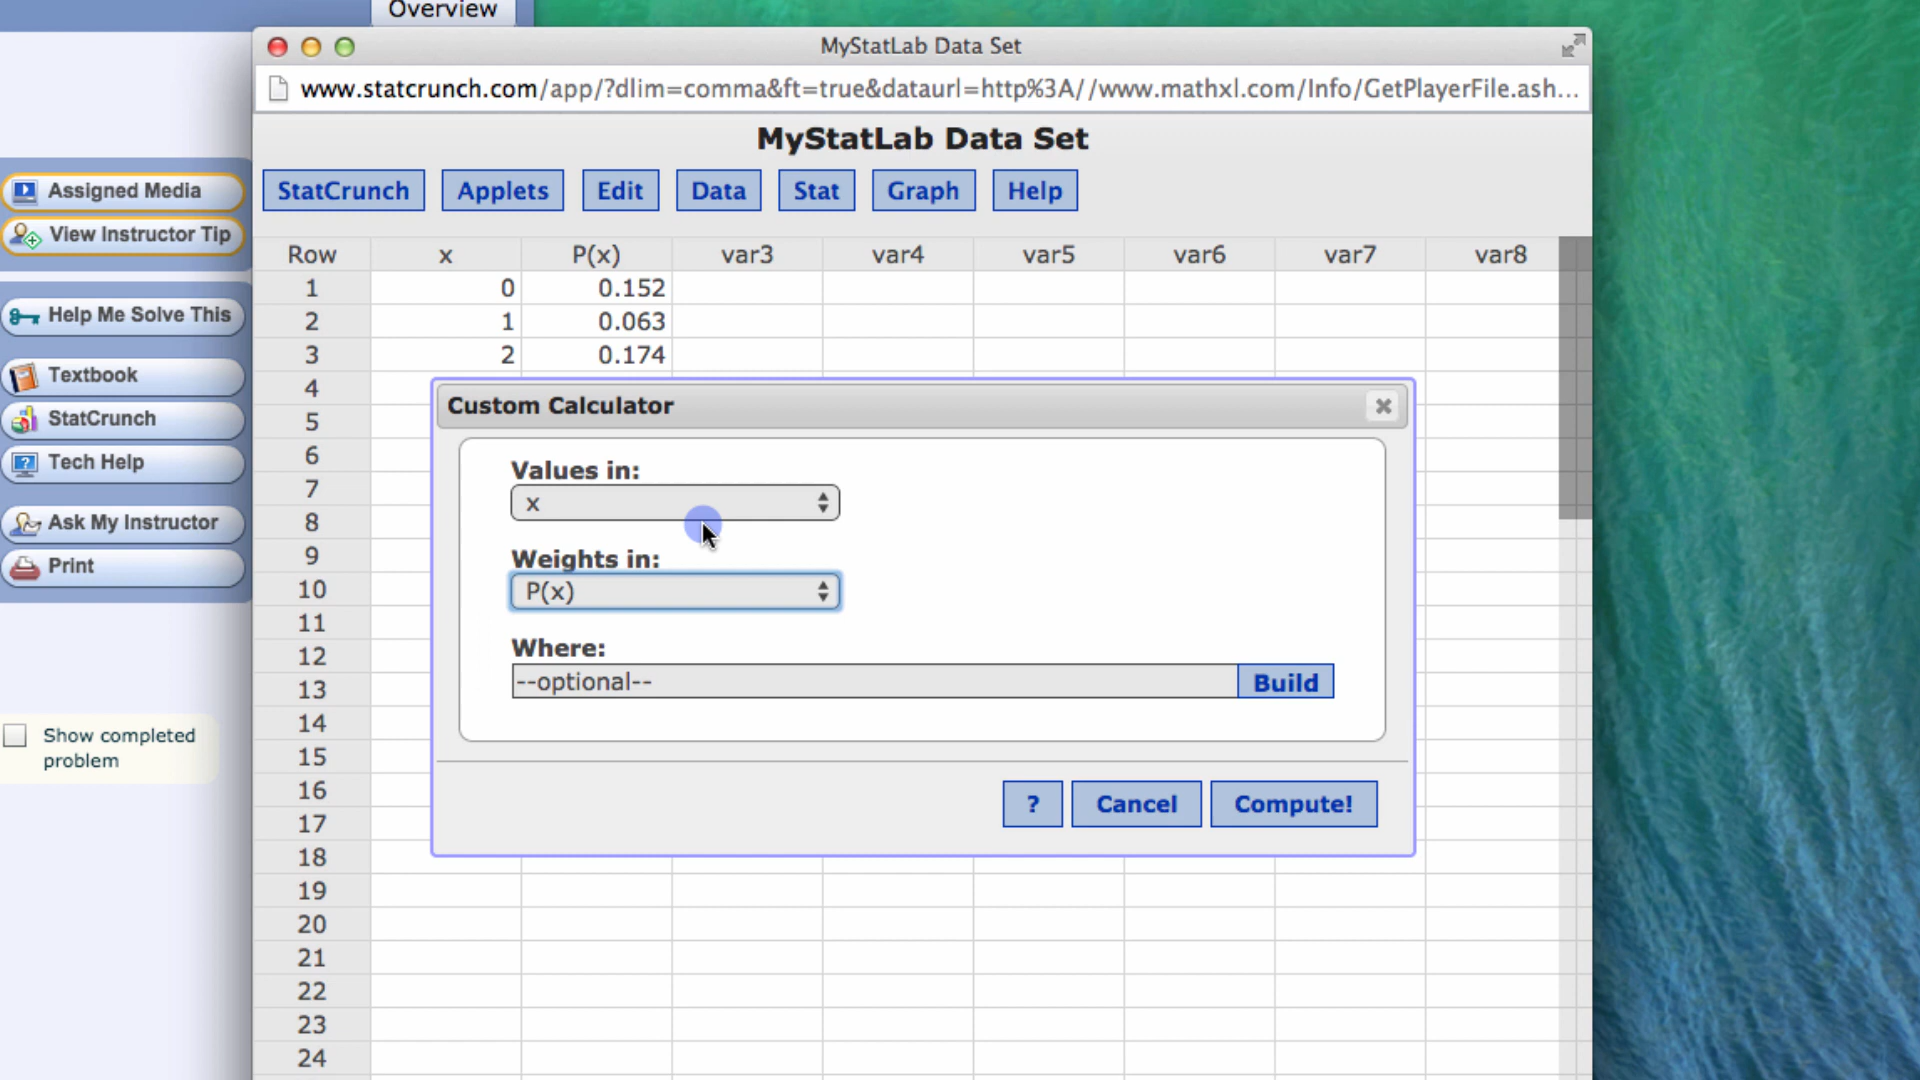 Overview
MyStatLab Data Set
www.statcrunch.com/app/?dlim=comma&ft=true&dataurl=http%3A//www.mathxl.com/Info/GetPlayerFile.ash...
MyStatLab Data Set
StatCrunch Applets Edit Data Stat Graph Help
Assigned Media
View Instructor Tip
Help Me Solve This
Textbook
StatCrunch
Tech Help
Ask My Instructor
Print
Show completed
problem
Row x P(x) var3 var4 var5 var6 var7 var8
1 0 0.152
2 1 0.063
3 2 0.174
4
5
6
7
8
9
10
11
12
13
14
15
16
17
18
19
20
21
22
23
24
Custom Calculator
Values in:
x
Weights in:
P(x)
Where:
--optional-- Build
? Cancel Compute!